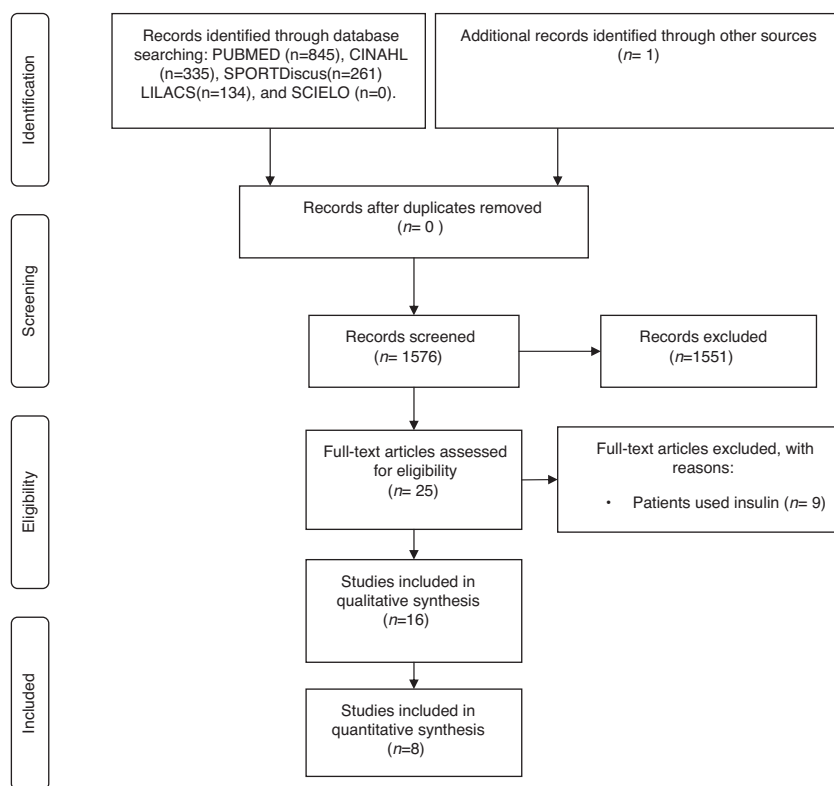 Identification
Records identified through database
searching: PUBMED (n=845), CINAHL
(n=335), SPORTDiscus(n=261)
LILACS(n=134), and SCIELO (n=0).
Additional records identified through other sources
(n= 1)
Records after duplicates removed
(n= 0 )
Screening
Records screened
(n= 1576)
Records excluded
(n=1551)
Eligibility
Full-text articles assessed
for eligibility
(n= 25)
Full-text articles excluded, with
reasons:
• Patients used insulin (n= 9)
Studies included in
qualitative synthesis
(n=16)
Included
Studies included in
quantitative synthesis
(n=8)